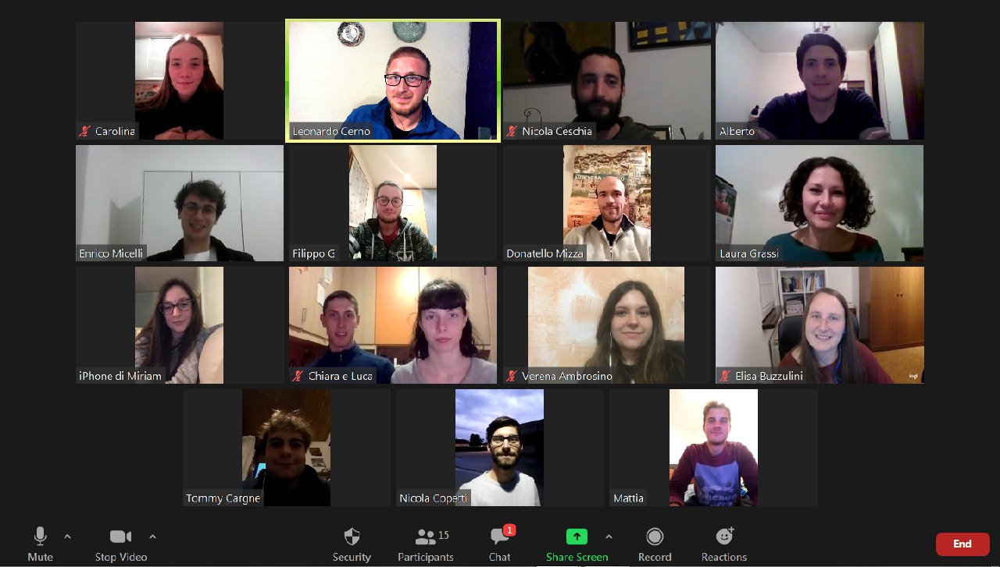 Carolina
Leonardo Cerno
Nicola Ceschia
Alberto
Enrico Micelli
Filippo G
Donatello Mizza
Laura Grassi
iPhone di Miriam
Chiara e Luca
Verena Ambrosino
Elisa Buzzulini
logi
Tommy Cargne
Nicola Copetti
Mattia
Mute
Stop Video
Security
Participants
15
Chat
1
Share Screen
Record
Reactions
End